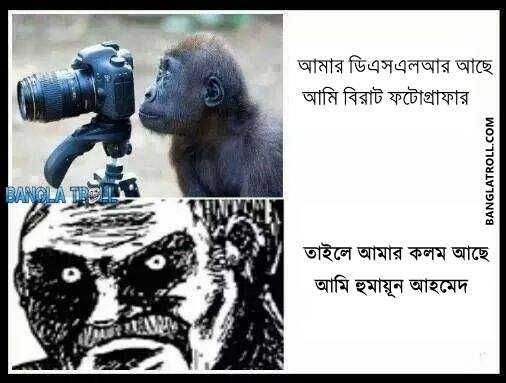 আমার ডিএসএলআর আছে
আমি বিরাট ফটোগ্রাফার
BANGLATROLL.COM
BANGLA TROLL
তাইলে আমার কলম আছে
আমি হুমায়ূন আহমেদ